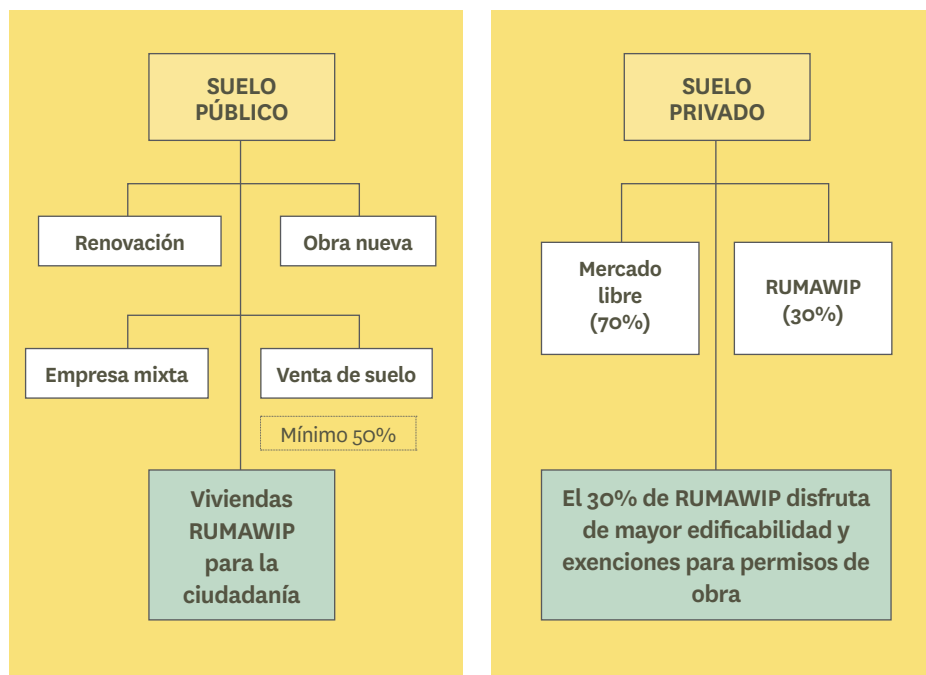 SUELO
PÚBLICO
Renovación
Obra nueva
Empresa mixta
Venta de suelo
Mínimo 50%
Viviendas
RUMAWIP
para la
ciudadanía
SUELO
PRIVADO
Mercado
libre
(70%)
RUMAWIP
(30%)
El 30% de RUMAWIP disfruta
de mayor edificabilidad y
exenciones para permisos de
obra